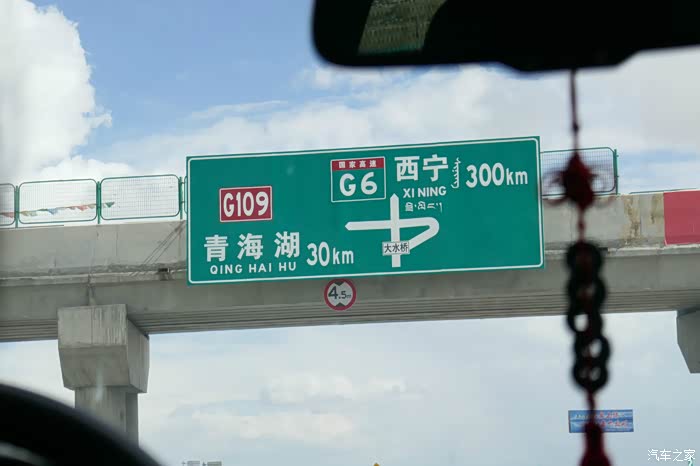 国家高速
G6
西宁
XI NING
300km
G109
青海湖
QING HAI HU
30km
大水桥
4.5m
汽车之家